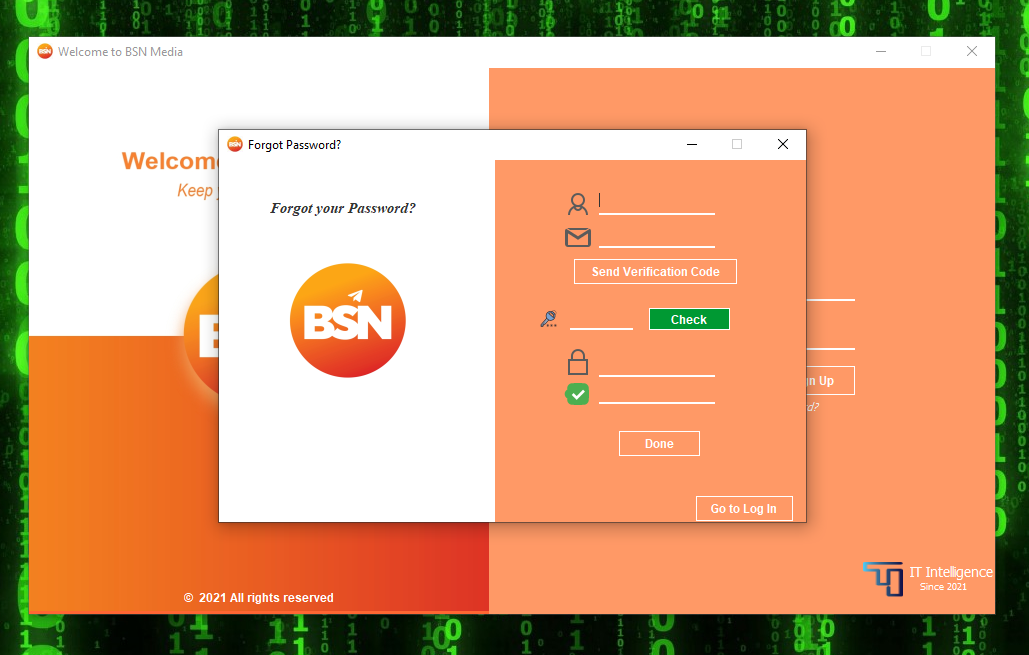 BSN
Welcome to BSN Media
Welcom
Keep
BSN
Forgot Password?
Forgot your Password?
BSN
Send Verification Code
Check
Done
Go to Log In
n Up
d?
© 2021 All rights reserved
IT Intelligence
Since 2021